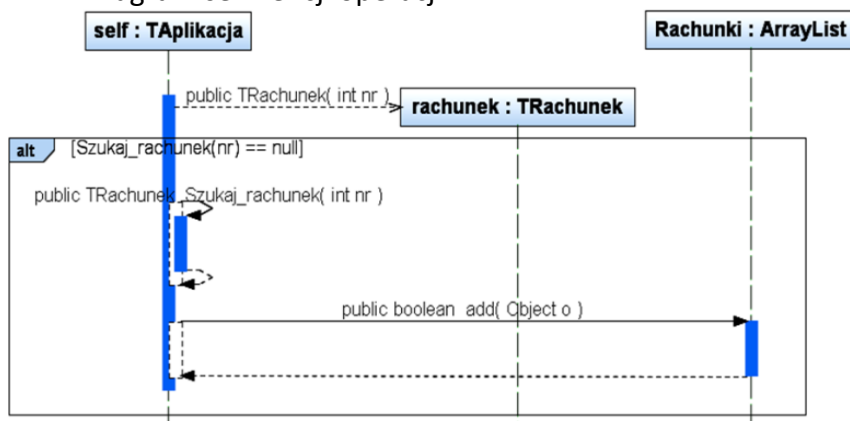 self : TAplikacja
Rachunki : ArrayList
public TRachunek( int nr )
rachunek : TRachunek
alt
[Szukaj_rachunek(nr) == null]
public TRachunek Szukaj_rachunek( int nr )
public boolean add( Object o )